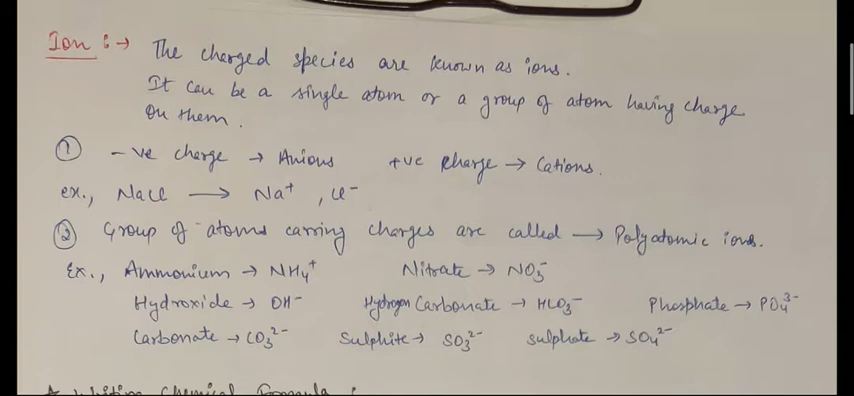 Ion :→ The charged species are known as ions.
It can be a single atom or a group of atom having charge
on them.
① -ve charge → Anions +ve charge → Cations.
ex., NaCl ⟶ Na⁺ , Cl⁻
② Group of atoms carring charges are called → Polyatomic ions.
Ex., Ammonium → NH₄⁺ Nitrate → NO₃⁻
Hydroxide → OH⁻ Hydrogen Carbonate → HCO₃⁻ Phosphate → PO₄³⁻
Carbonate → CO₃²⁻ Sulphite → SO₃²⁻ Sulphate → SO₄²⁻
Writing Chemical Formula :